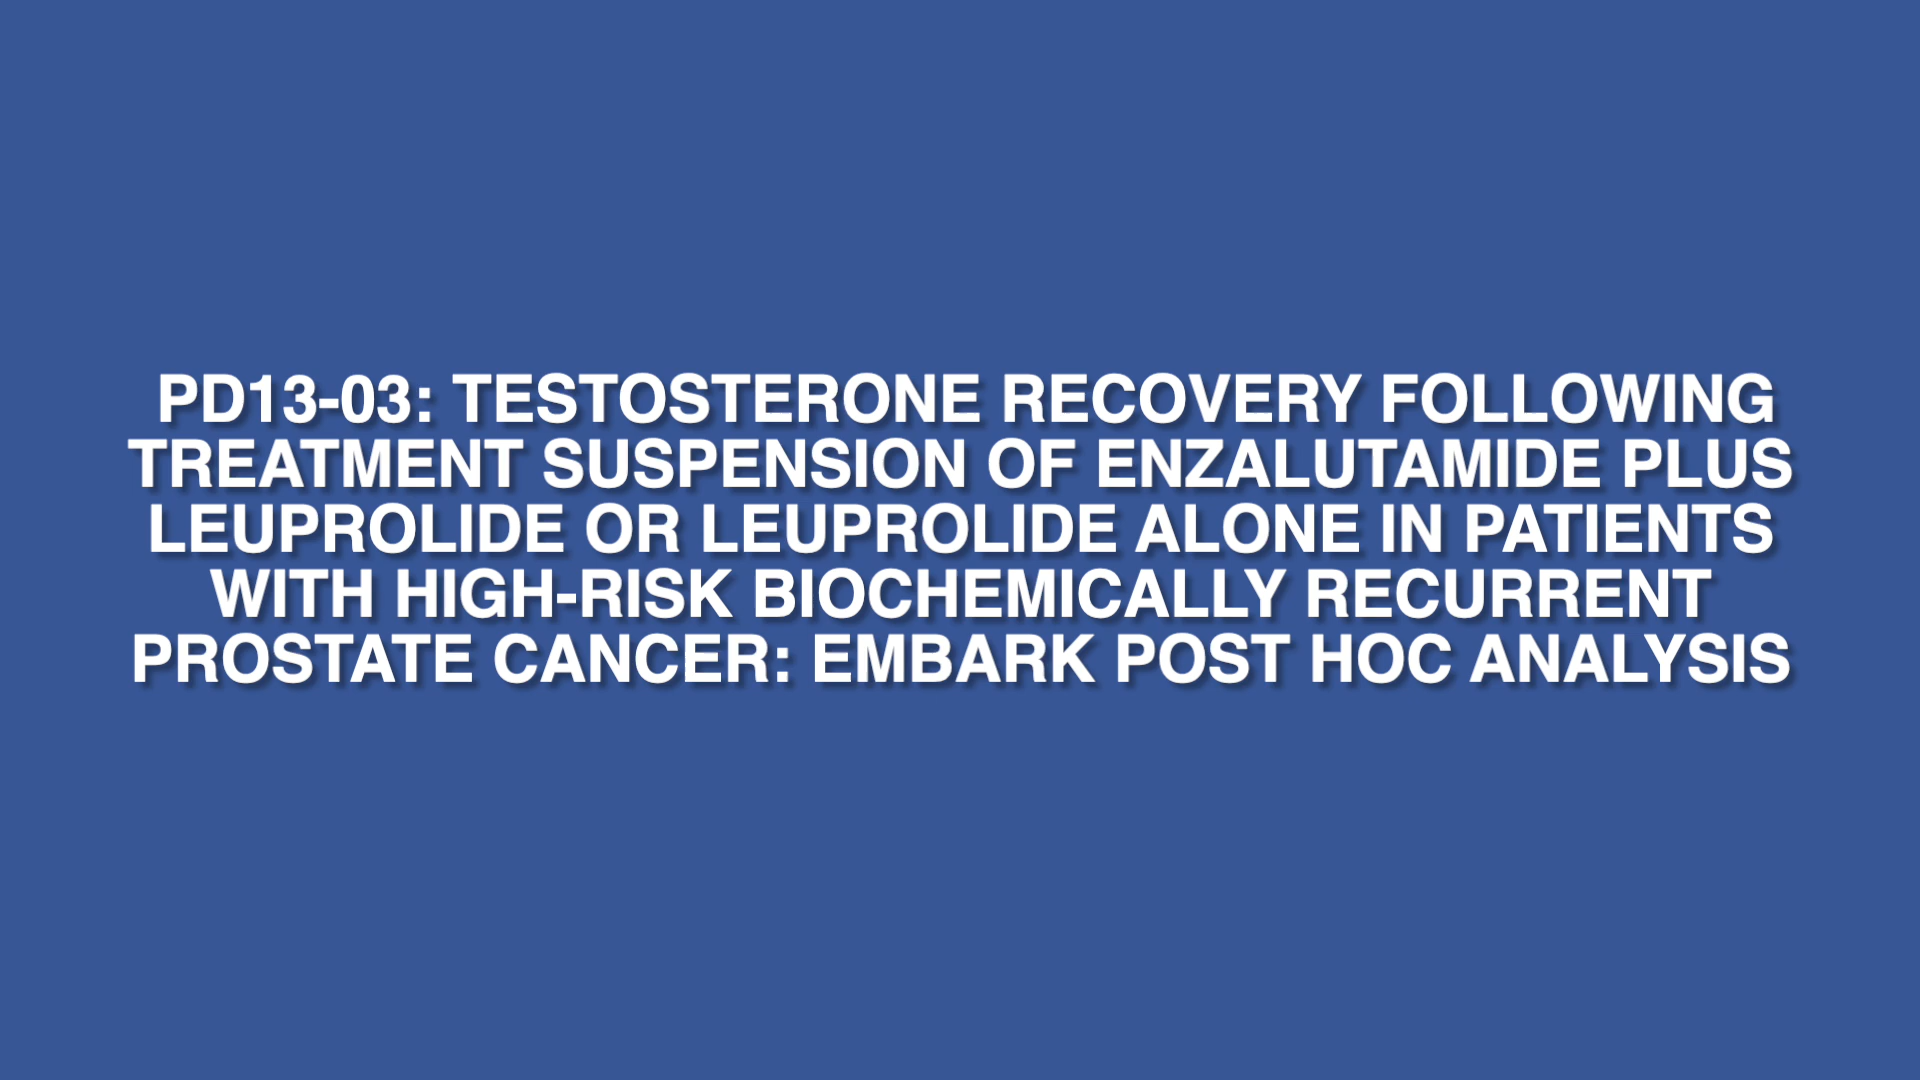 PD13-03: TESTOSTERONE RECOVERY FOLLOWING
TREATMENT SUSPENSION OF ENZALUTAMIDE PLUS
LEUPROLIDE OR LEUPROLIDE ALONE IN PATIENTS
WITH HIGH-RISK BIOCHEMICALLY RECURRENT
PROSTATE CANCER: EMBARK POST HOC ANALYSIS